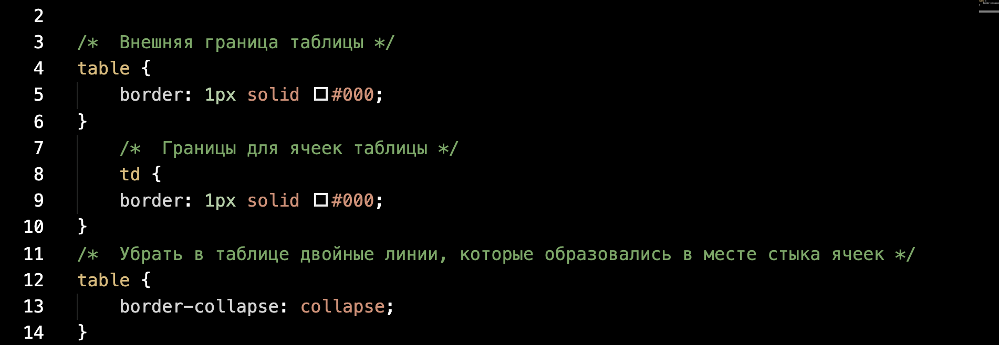 2
3 /*  Внешняя граница таблицы */
4 table {
5     border: 1px solid #000;
6 }
7     /*  Границы для ячеек таблицы */
8     td {
9     border: 1px solid #000;
10 }
11 /*  Убрать в таблице двойные линии, которые образовались в месте стыка ячеек */
12 table {
13     border-collapse: collapse;
14 }